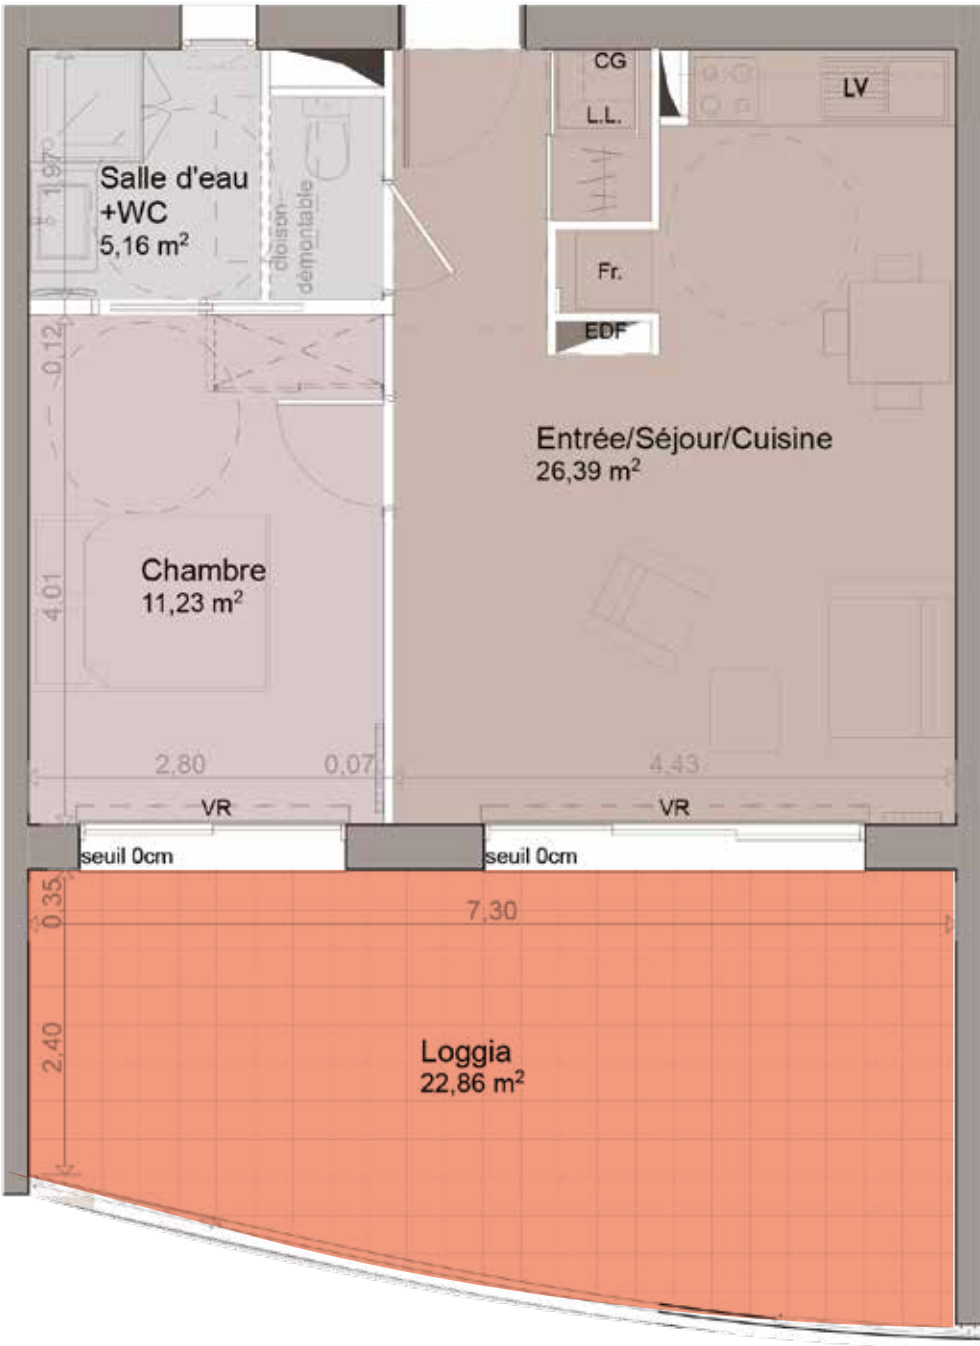 CG
LV
L.L.
1,97
Salle d'eau
+WC
5,16 m²
cloison
démontable
Fr.
EDF
0,12
Entrée/Séjour/Cuisine
26,39 m²
Chambre
11,23 m²
4,01
2,80
0,07
4,43
VR
VR
seuil 0cm
seuil 0cm
0,35
7,30
2,40
Loggia
22,86 m²